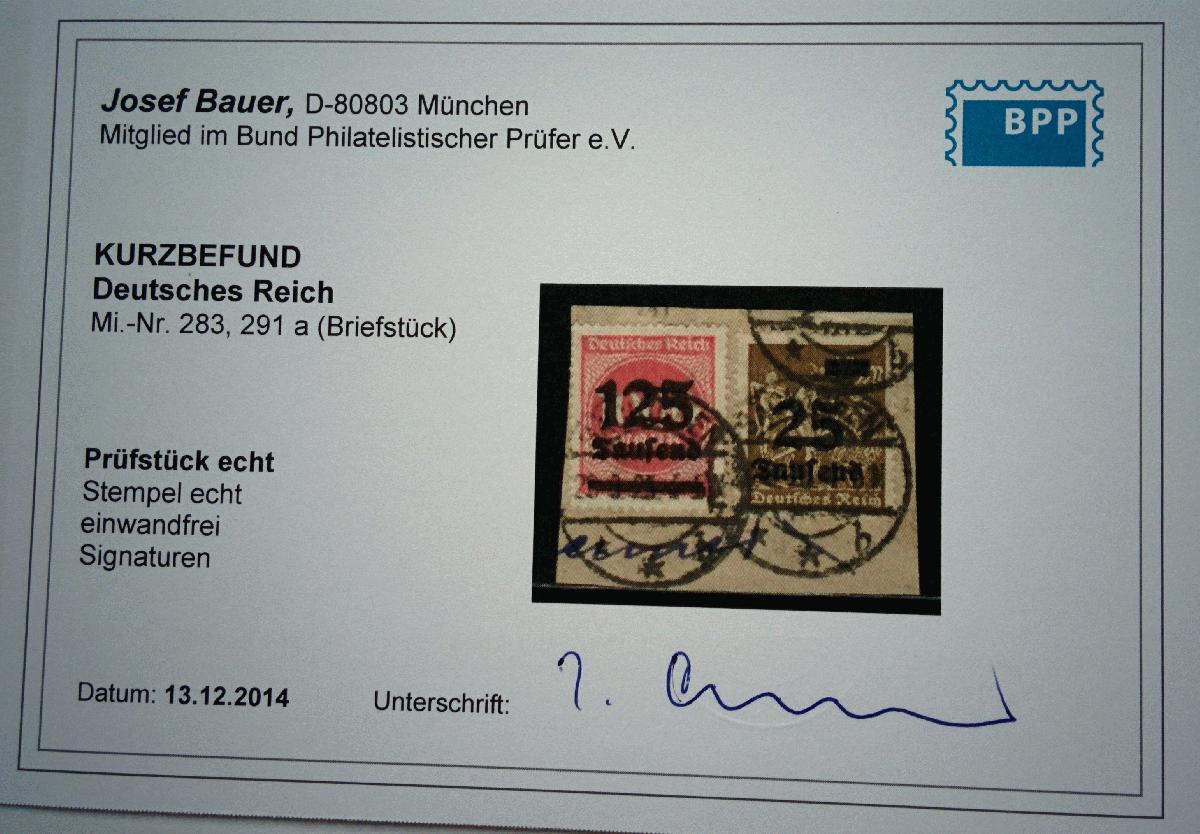 Josef Bauer, D-80803 München
Mitglied im Bund Philatelistischer Prüfer e.V.
BPP
KURZBEFUND
Deutsches Reich
Mi.-Nr. 283, 291 a (Briefstück)
Deutsches Reich
125
Tausend
25
Tausend
Deutsches Reich
b
b
Prüfstück echt
Stempel echt
einwandfrei
Signaturen
Datum: 13.12.2014
Unterschrift: